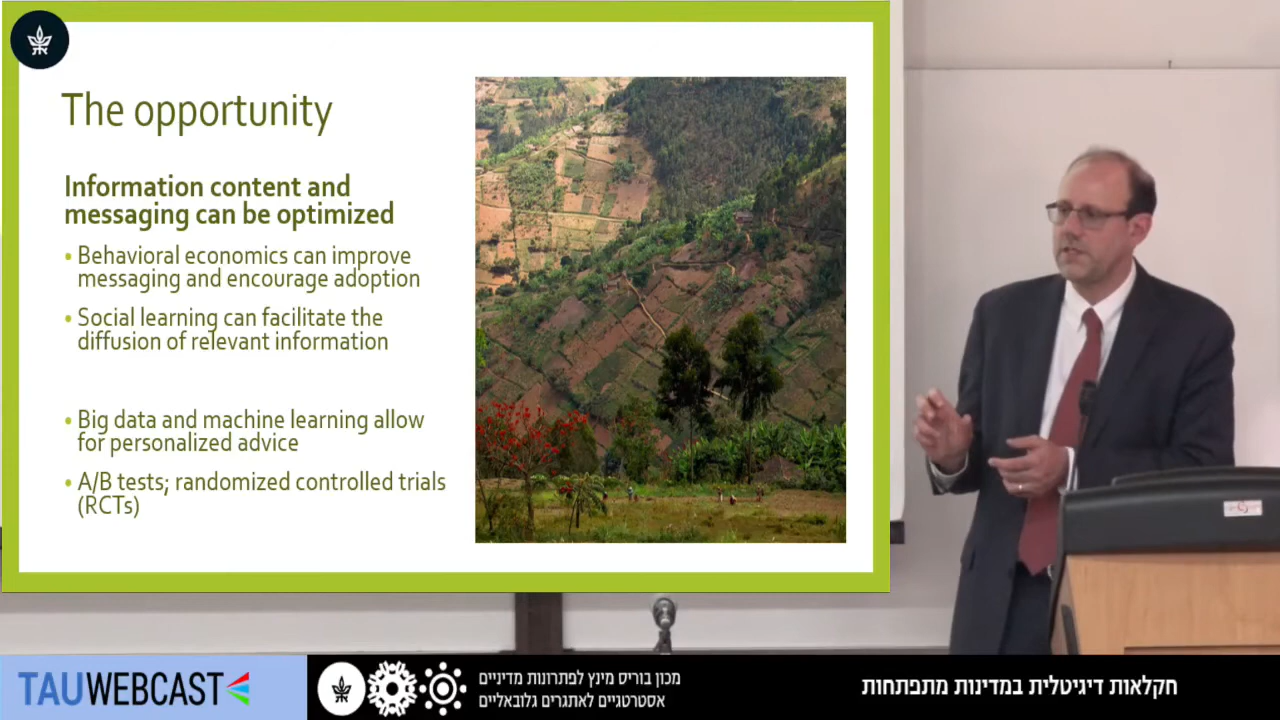 The opportunity
Information content and
messaging can be optimized
• Behavioral economics can improve
messaging and encourage adoption
• Social learning can facilitate the
diffusion of relevant information
• Big data and machine learning allow
for personalized advice
• A/B tests; randomized controlled trials
(RCTs)
TAUWEBCAST
מכון בוריס מינץ לפתרונות מדיניים
אסטרטגיים לאתגרים גלובאליים
חקלאות דיגיטלית במדינות מתפתחות